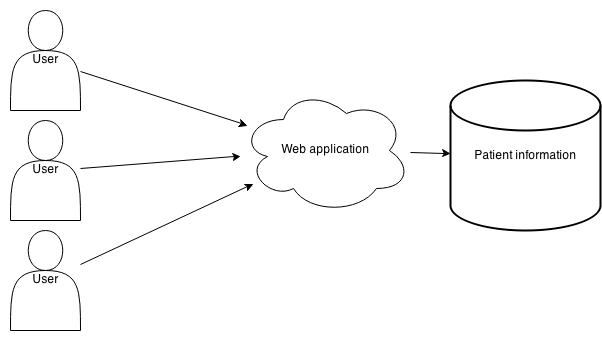 User
User
User
Web application
Patient information